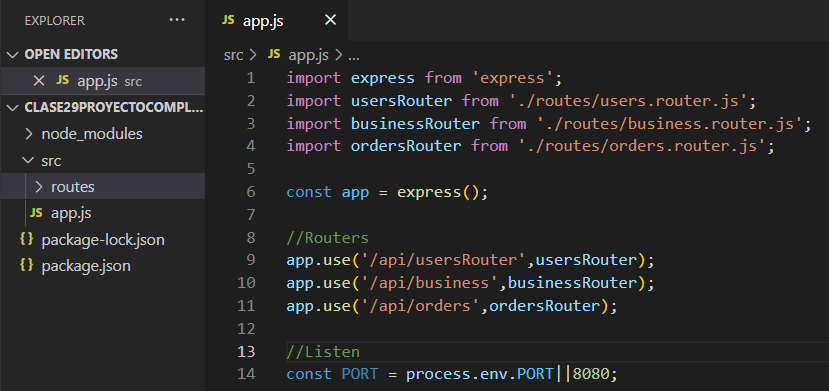 EXPLORER ...
OPEN EDITORS
JS app.js src
CLASE29PROYECTOCOMPL...
node_modules
src
routes
JS app.js
{} package-lock.json
{} package.json
JS app.js
src > JS app.js > ...
1 import express from 'express';
2 import usersRouter from './routes/users.router.js';
3 import businessRouter from './routes/business.router.js';
4 import ordersRouter from './routes/orders.router.js';
5
6 const app = express();
7
8 //Routers
9 app.use('/api/usersRouter',usersRouter);
10 app.use('/api/business',businessRouter);
11 app.use('/api/orders',ordersRouter);
12
13 //Listen
14 const PORT = process.env.PORT||8080;